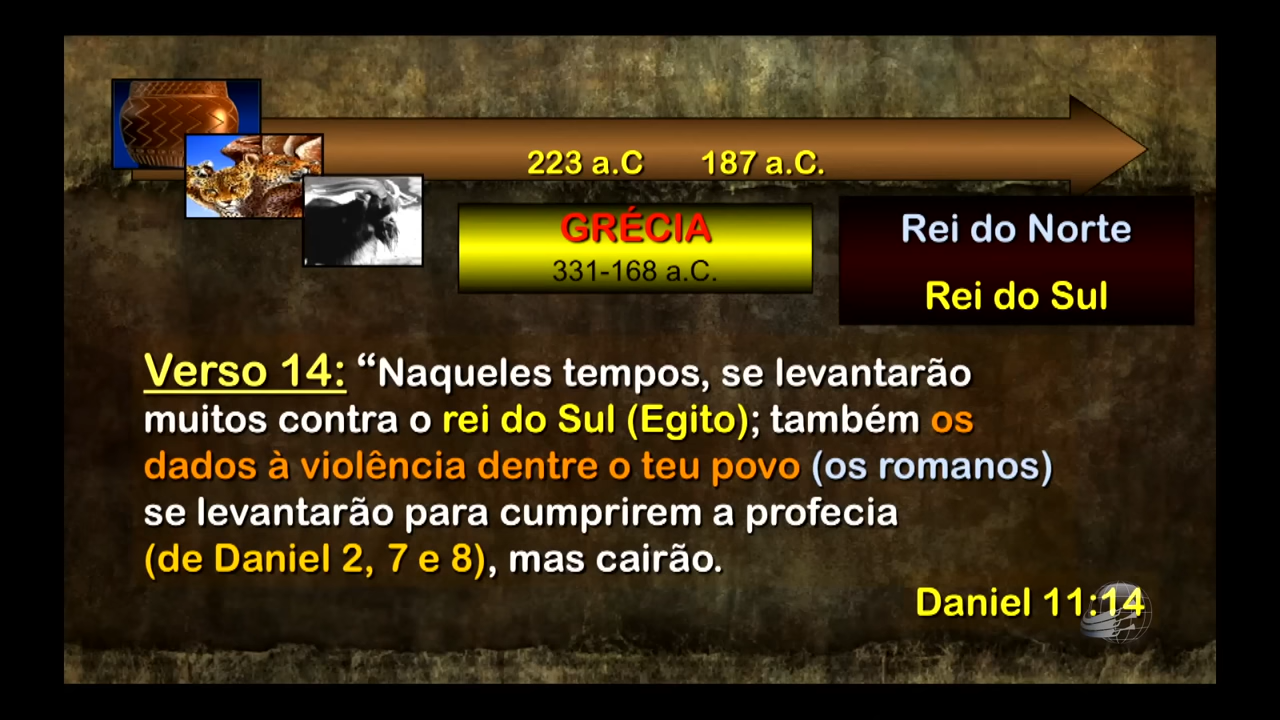 223 a.C 187 a.C.
GRÉCIA
331-168 a.C.
Rei do Norte
Rei do Sul
Verso 14: “Naqueles tempos, se levantarão
muitos contra o rei do Sul (Egito); também os
dados à violência dentre o teu povo (os romanos)
se levantarão para cumprirem a profecia
(de Daniel 2, 7 e 8), mas cairão.
Daniel 11:14